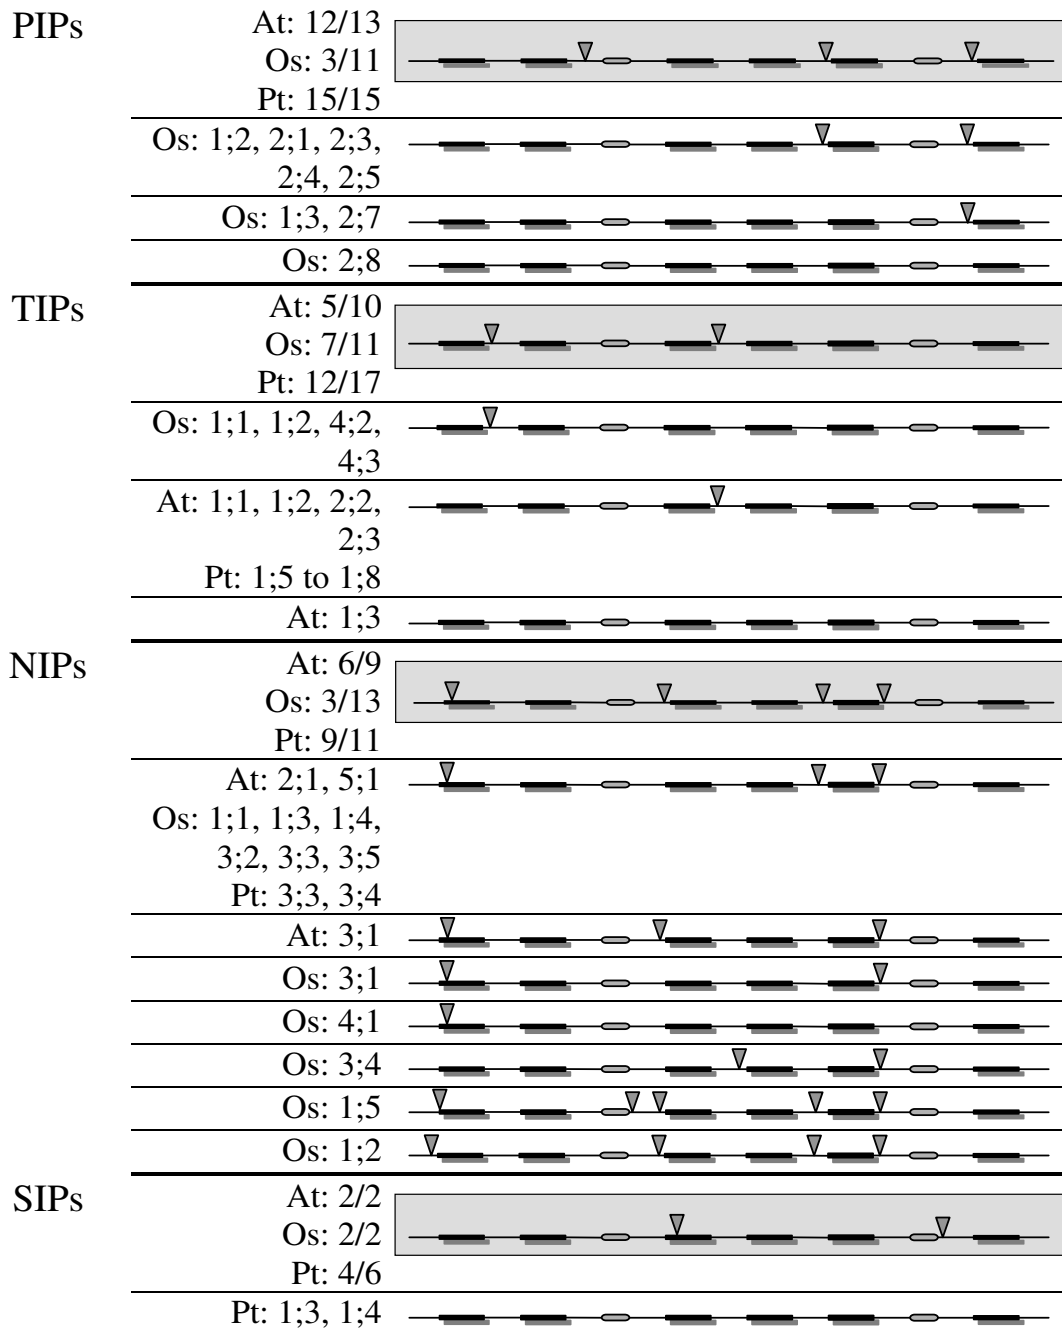 PIPs
At: 12/13
Os: 3/11
Pt: 15/15
Os: 1;2, 2;1, 2;3,
2;4, 2;5
Os: 1;3, 2;7
Os: 2;8
TIPs
At: 5/10
Os: 7/11
Pt: 12/17
Os: 1;1, 1;2, 4;2,
4;3
At: 1;1, 1;2, 2;2,
2;3
Pt: 1;5 to 1;8
At: 1;3
NIPs
At: 6/9
Os: 3/13
Pt: 9/11
At: 2;1, 5;1
Os: 1;1, 1;3, 1;4,
3;2, 3;3, 3;5
Pt: 3;3, 3;4
At: 3;1
Os: 3;1
Os: 4;1
Os: 3;4
Os: 1;5
Os: 1;2
SIPs
At: 2/2
Os: 2/2
Pt: 4/6
Pt: 1;3, 1;4